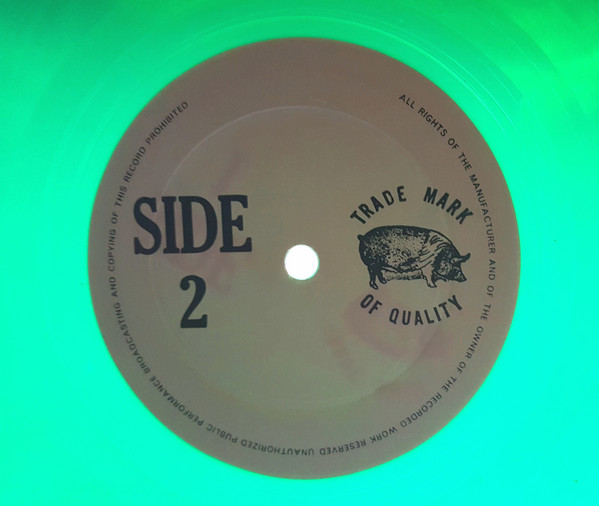 SIDE
2
TRADE MARK
OF QUALITY
ALL RIGHTS OF THE MANUFACTURER AND OF THE OWNER OF THE RECORDED WORK RESERVED UNAUTHORIZED PUBLIC PERFORMANCE BROADCASTING AND COPYING OF THIS RECORD PROHIBITED